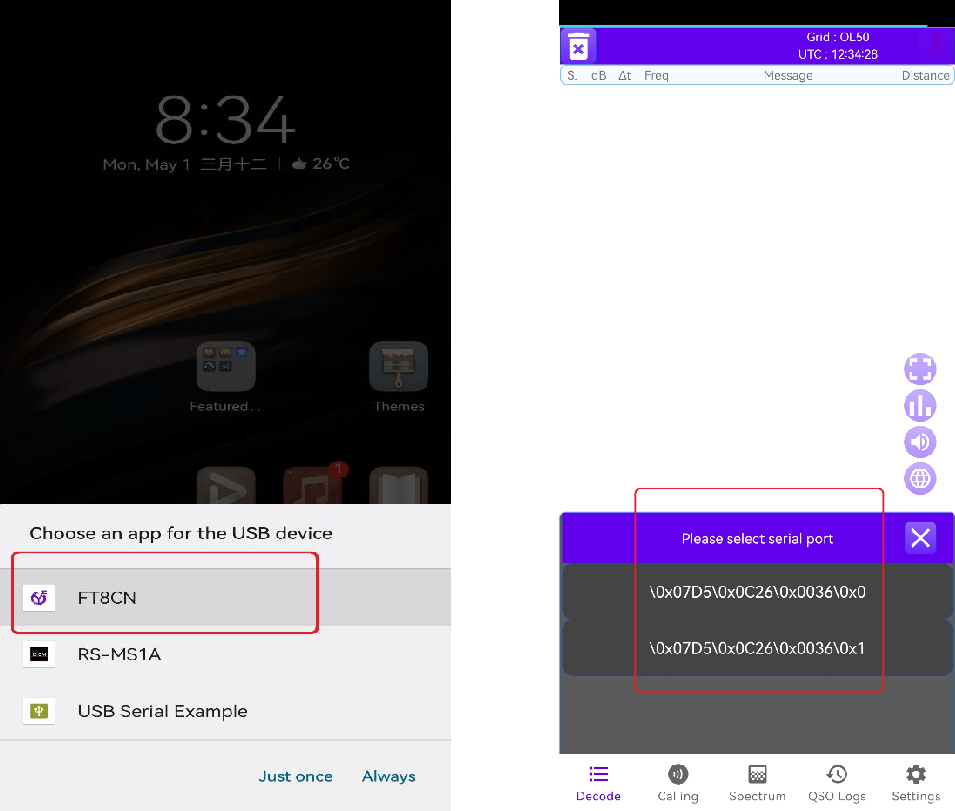 8:34
Mon, May 1 三月十二 | 26℃
Featured..
Themes
1
Choose an app for the USB device
FT8CN
RS-MS1A
USB Serial Example
Just once Always
Grid : OL50
UTC : 12:34:28
S. dB Δt Freq Message Distance
Please select serial port
\0x07D5\0x0C26\0x0036\0x0
\0x07D5\0x0C26\0x0036\0x1
Decode Calling Spectrum QSO Logs Settings